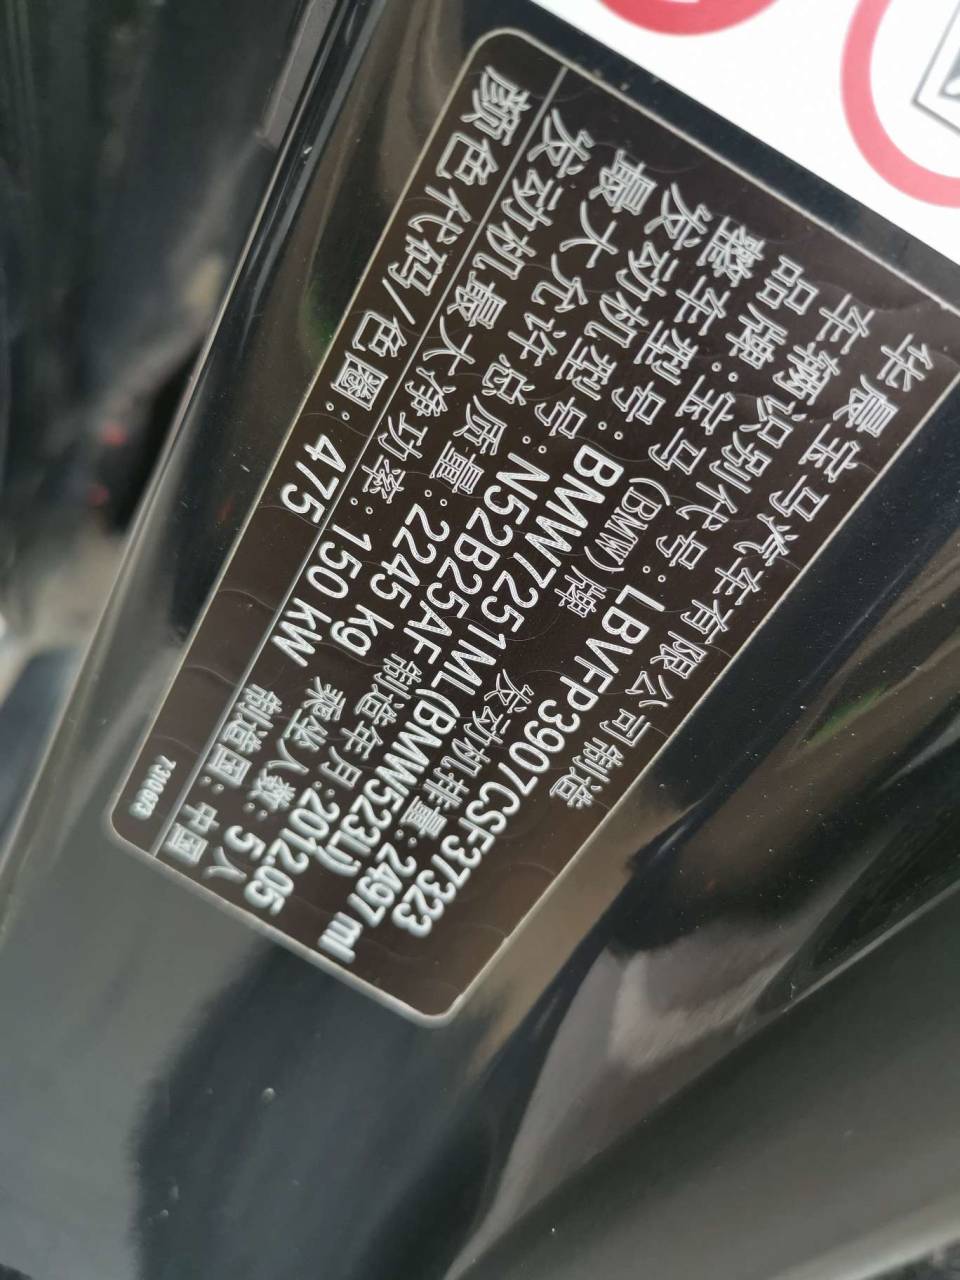 华晨宝马汽车有限公司制造
车辆识别代号: LBVFP3907CSF37323
品牌: 宝马 (BMW) 牌 发动机排量: 2497 ml
整车型号: BMW7251ML(BMW523Li)
发动机型号: N52B25AF 制造年月: 2012.05
最大允许总质量: 2245 kg 乘坐人数: 5 人
发动机最大净功率: 150 kW 制造国: 中国
颜色代码/色圈: 475
7310673